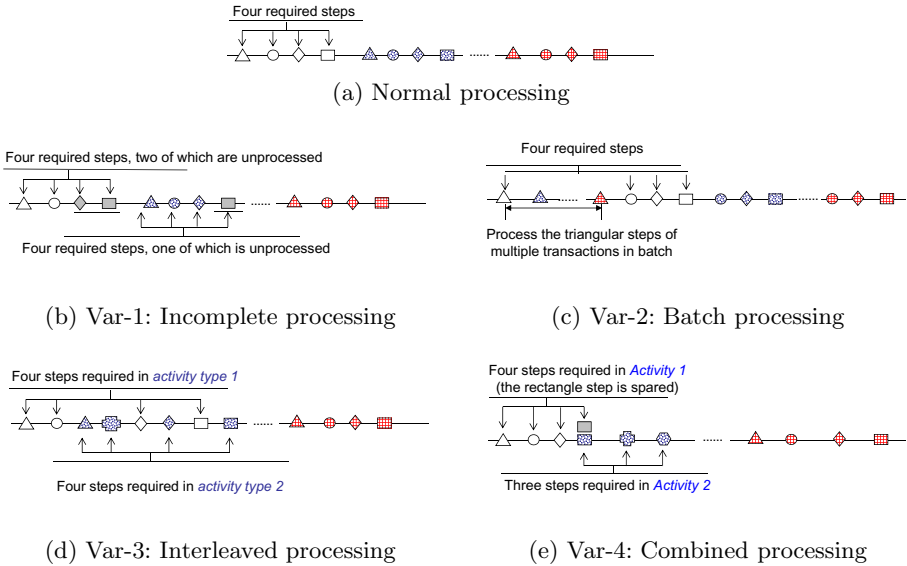 Four required steps
......
(a) Normal processing
Four required steps, two of which are unprocessed
......
Four required steps, one of which is unprocessed
(b) Var-1: Incomplete processing
Four required steps
......
......
Process the triangular steps of
multiple transactions in batch
(c) Var-2: Batch processing
Four steps required in activity type 1
......
Four steps required in activity type 2
(d) Var-3: Interleaved processing
Four steps required in Activity 1
(the rectangle step is spared)
......
Three steps required in Activity 2
(e) Var-4: Combined processing